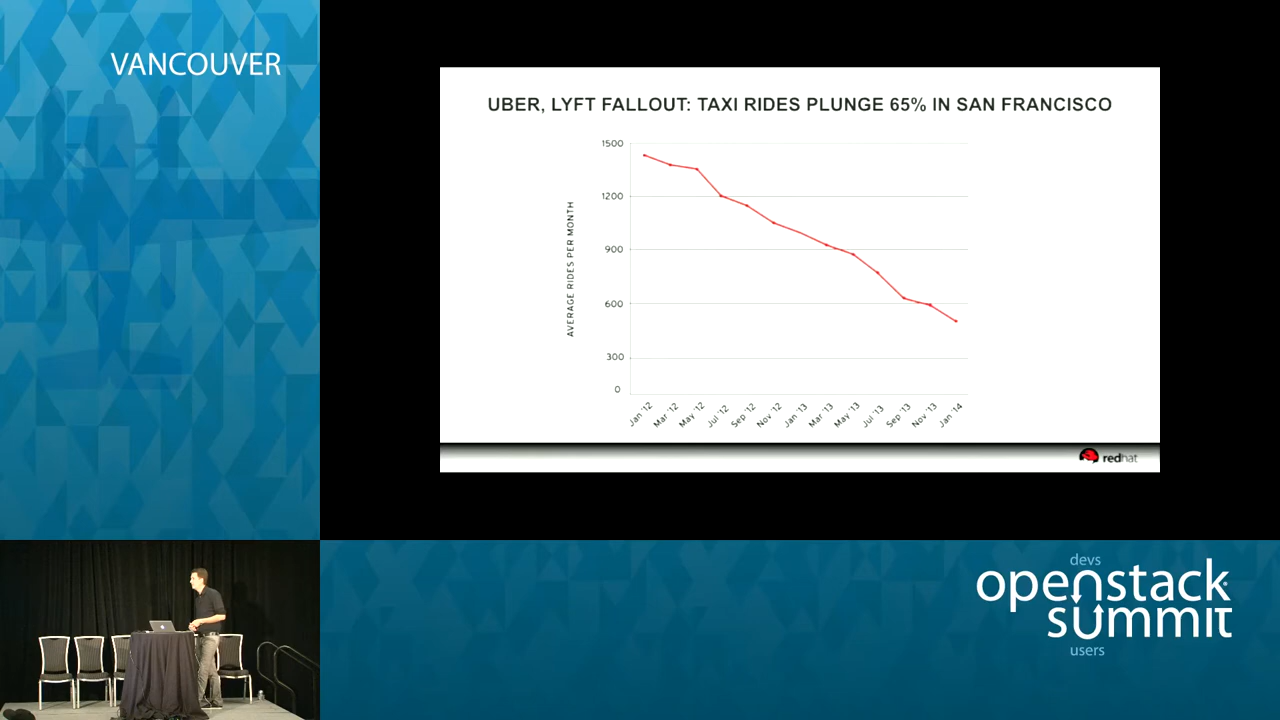 VANCOUVER
UBER, LYFT FALLOUT: TAXI RIDES PLUNGE 65% IN SAN FRANCISCO
AVERAGE RIDES PER MONTH
1500
1200
900
600
300
0
Jan '12
Mar '12
May '12
Jul '12
Sep '12
Nov '12
Jan '13
Mar '13
May '13
Jul '13
Sep '13
Nov '13
Jan '14
redhat
devs
openstack
summit
users